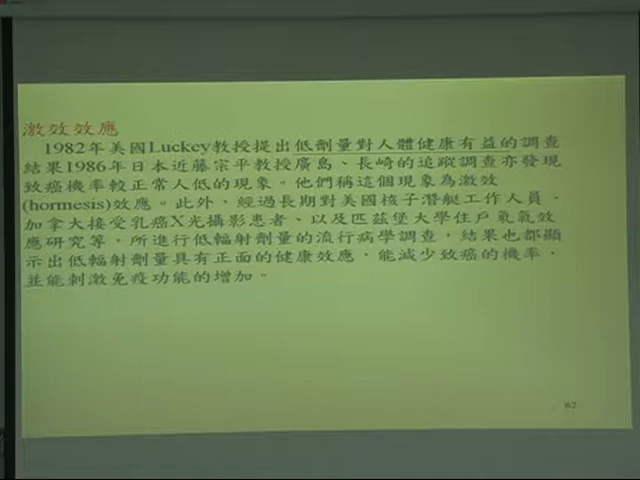 激效效應
1982年美國Luckey教授提出低劑量對人體健康有益的調查
結果1986年日本近藤宗平教授廣島、長崎的追蹤調查亦發現
致癌機率較正常人低的現象。他們稱這個現象為激效
(hormesis)效應。此外，經過長期對美國核子潛艇工作人員，
加拿大接受乳癌X光攝影患者、以及匹茲堡大學住戶氡氣效
應研究等，所進行低輻射劑量的流行病學調查，結果也都顯
示出低輻射劑量具有正面的健康效應，能減少致癌的機率，
並能刺激免疫功能的增加。
62